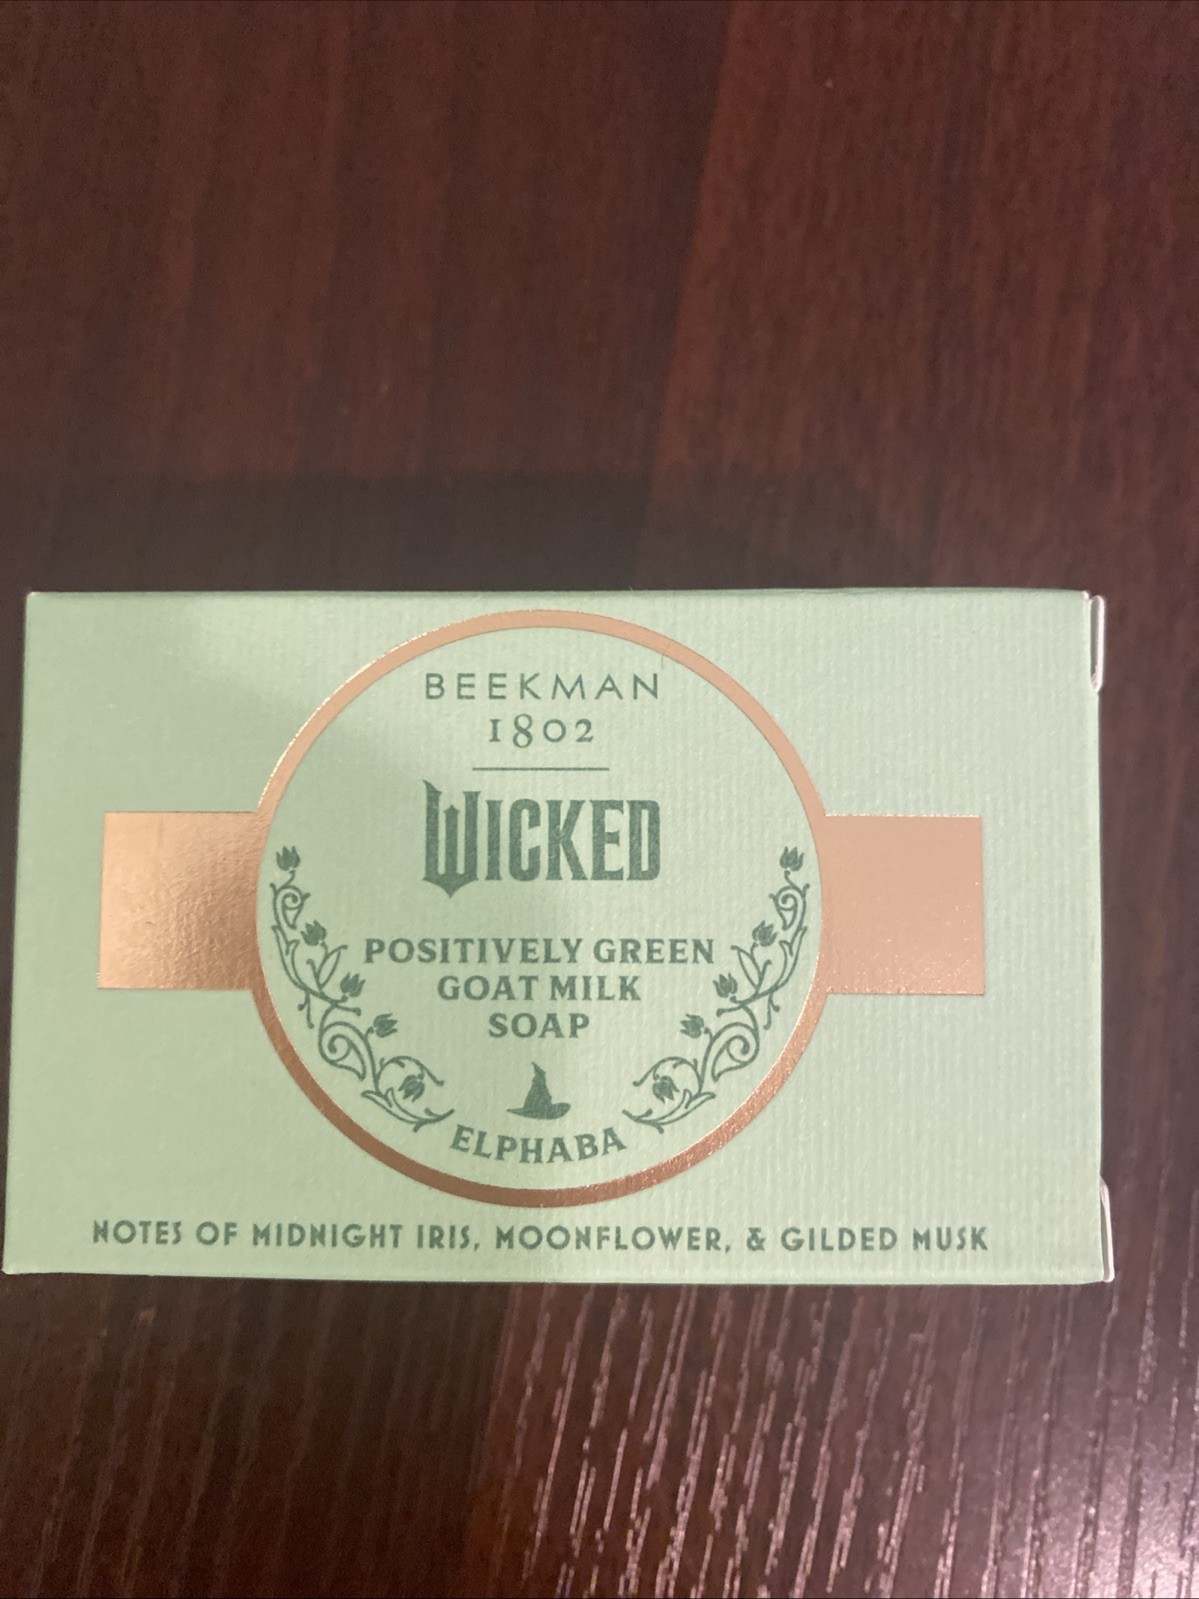 BEEKMAN
1802
WICKED
POSITIVELY GREEN
GOAT MILK
SOAP
ELPHABA
NOTES OF MIDNIGHT IRIS, MOONFLOWER, & GILDED MUSK